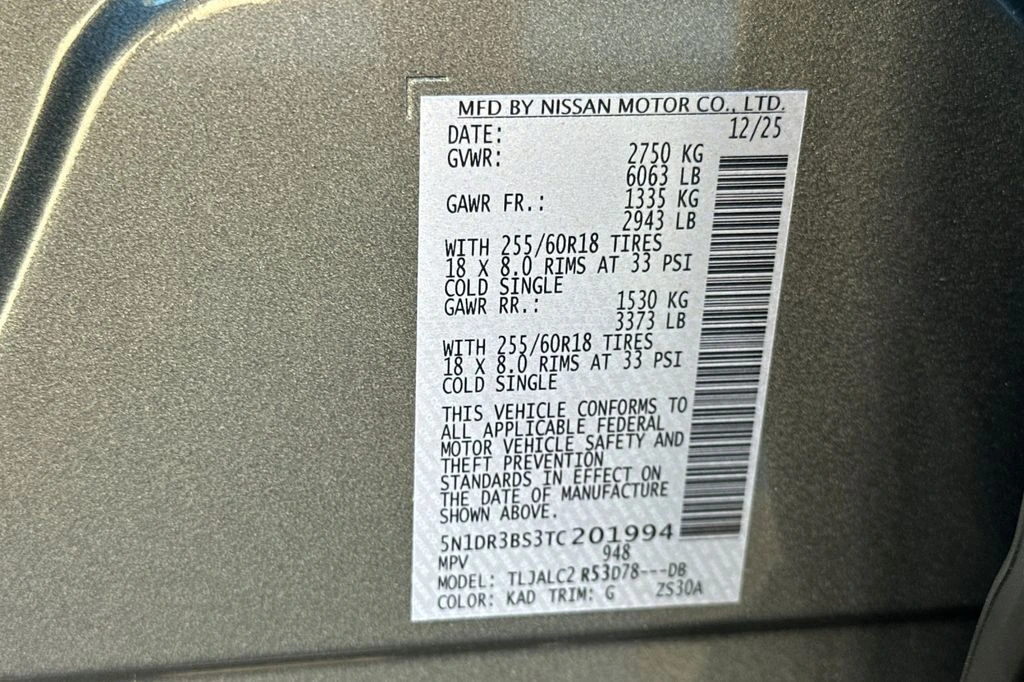 MFD BY NISSAN MOTOR CO., LTD.
DATE: 12/25
GVWR: 2750 KG
6063 LB
GAWR FR.: 1335 KG
2943 LB
WITH 255/60R18 TIRES
18 X 8.0 RIMS AT 33 PSI
COLD SINGLE
GAWR RR.: 1530 KG
3373 LB
WITH 255/60R18 TIRES
18 X 8.0 RIMS AT 33 PSI
COLD SINGLE
THIS VEHICLE CONFORMS TO
ALL APPLICABLE FEDERAL
MOTOR VEHICLE SAFETY AND
THEFT PREVENTION
STANDARDS IN EFFECT ON
THE DATE OF MANUFACTURE
SHOWN ABOVE.
5N1DR3BS3TC201994
MPV 948
MODEL: TLJALC2 R53D78---DB
COLOR: KAD TRIM: G ZS30A